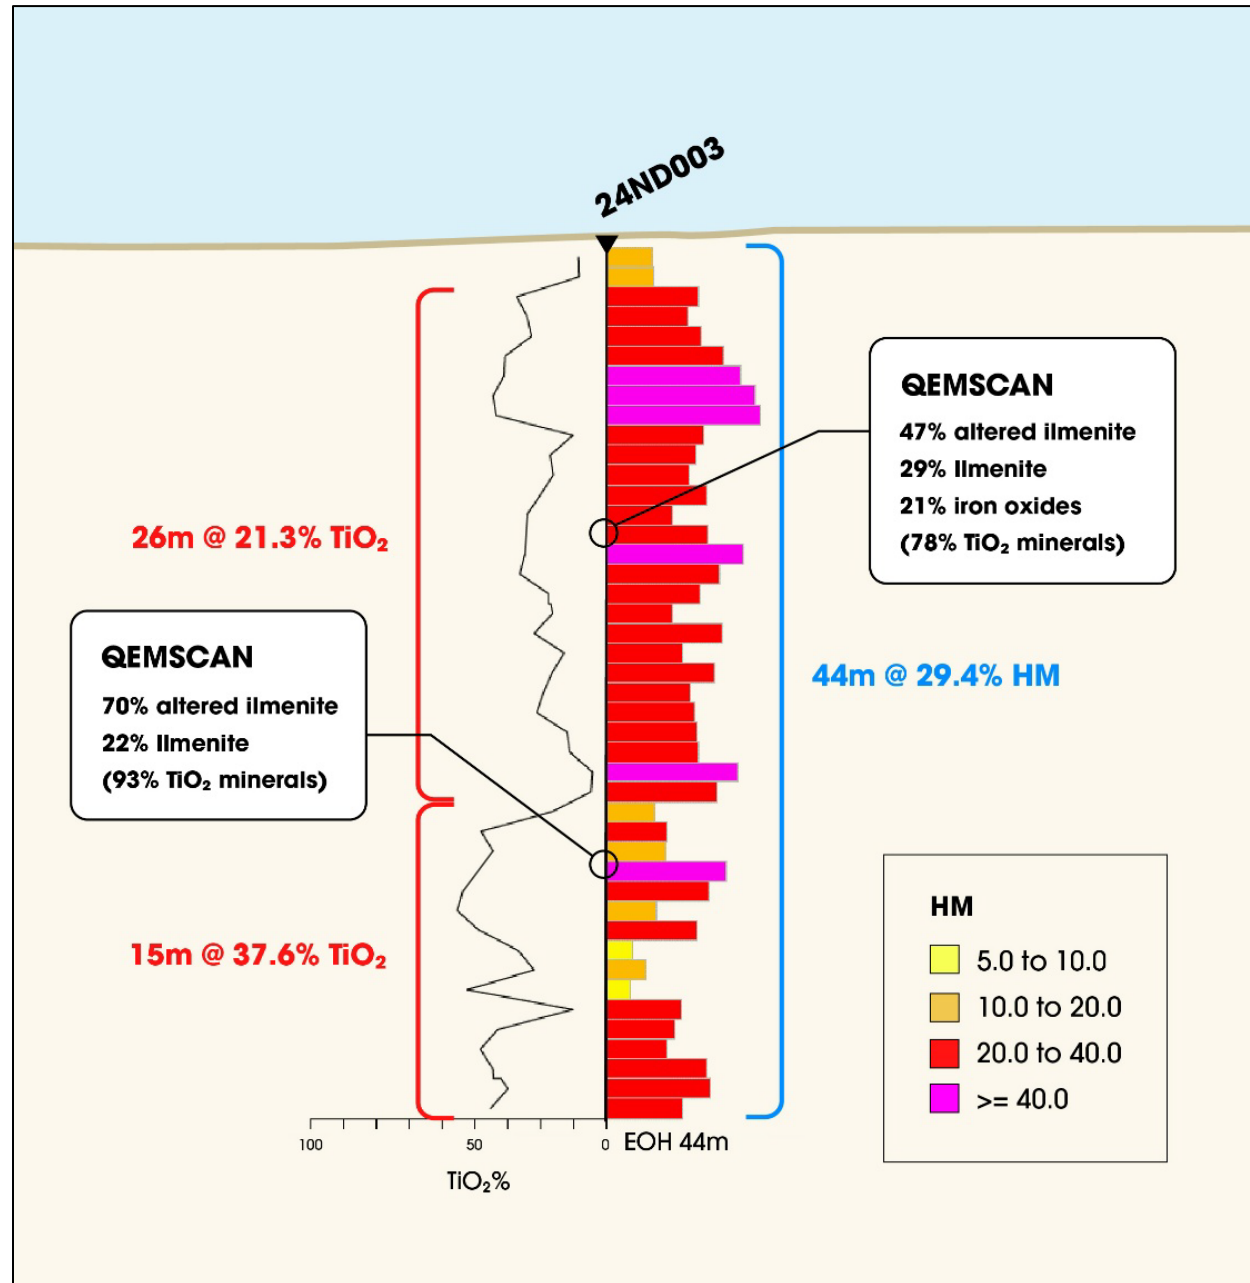 24ND003
QEMSCAN
47% altered ilmenite
29% Ilmenite
21% iron oxides
(78% TiO₂ minerals)
26m @ 21.3% TiO₂
QEMSCAN
70% altered ilmenite
22% Ilmenite
(93% TiO₂ minerals)
44m @ 29.4% HM
15m @ 37.6% TiO₂
HM
5.0 to 10.0
10.0 to 20.0
20.0 to 40.0
>= 40.0
100 50 0 EOH 44m
TiO₂%